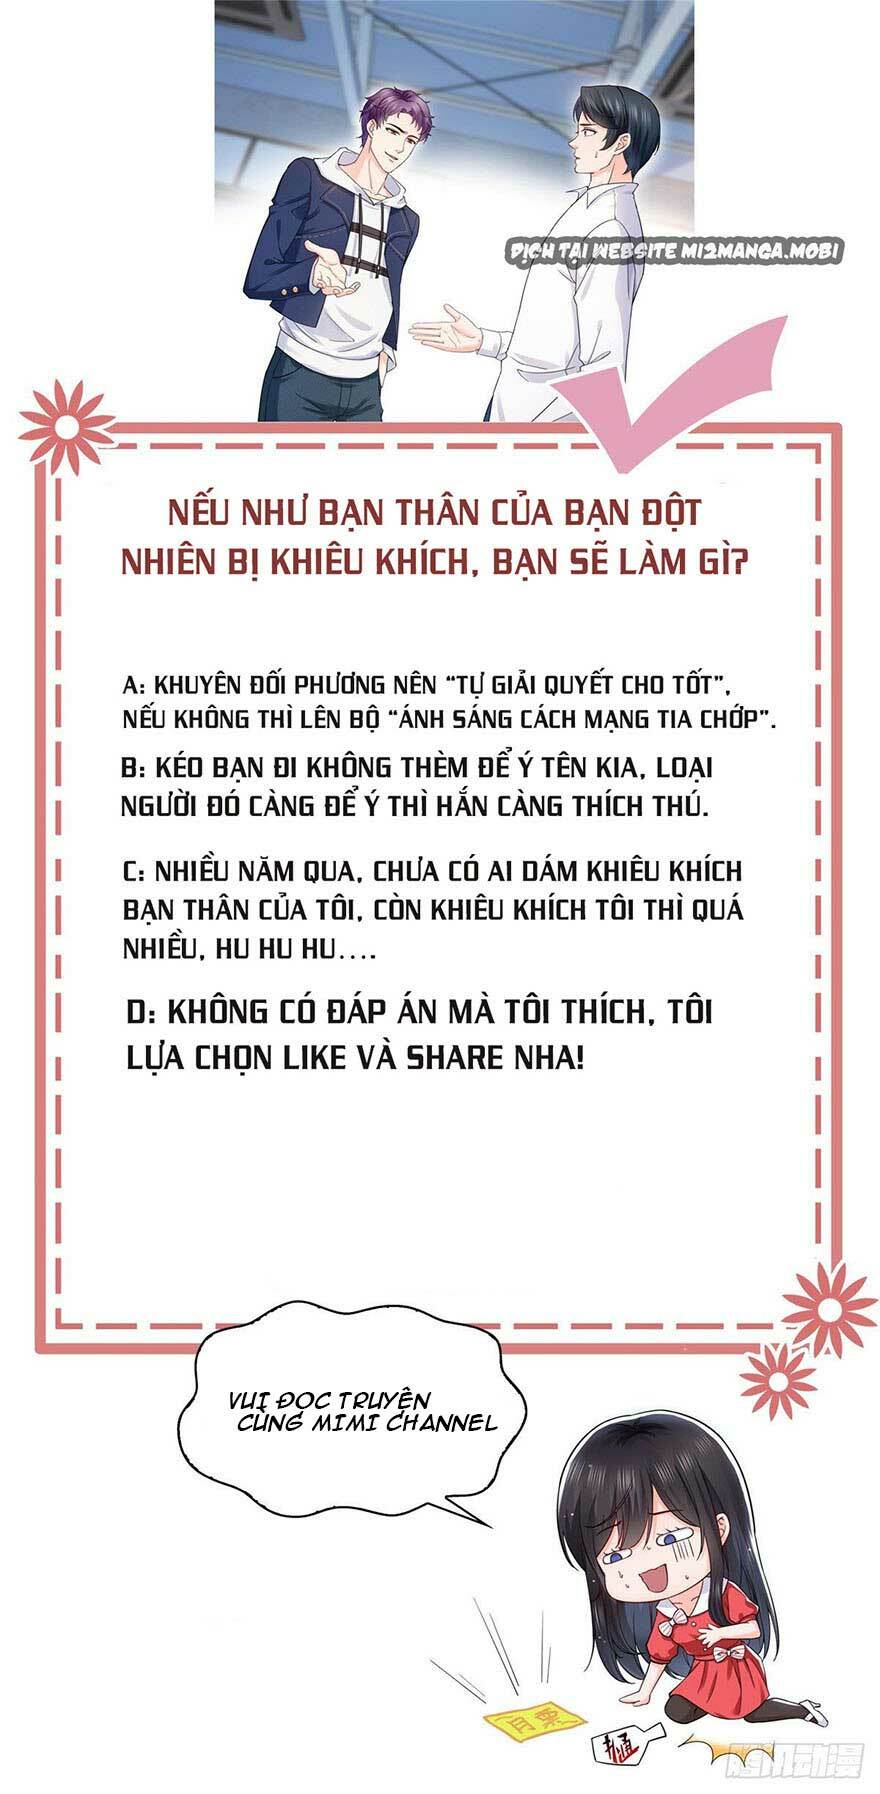 DỊCH TẠI WEBSITE MI2MANGA.MOBI
NẾU NHƯ BẠN THÂN CỦA BẠN ĐỘT
NHIÊN BỊ KHIÊU KHÍCH, BẠN SẼ LÀM GÌ?
A: KHUYÊN ĐỐI PHƯƠNG NÊN “TỰ GIẢI QUYẾT CHO TỐT”,
NẾU KHÔNG THÌ LÊN BỘ “ÁNH SÁNG CÁCH MẠNG TIA CHỚP”.
B: KÉO BẠN ĐI KHÔNG THÈM ĐỂ Ý TÊN KIA, LOẠI
NGƯỜI ĐÓ CÀNG ĐỂ Ý THÌ HẮN CÀNG THÍCH THÚ.
C: NHIỀU NĂM QUA, CHƯA CÓ AI DÁM KHIÊU KHÍCH
BẠN THÂN CỦA TÔI, CÒN KHIÊU KHÍCH TÔI THÌ QUÁ
NHIỀU, HU HU HU....
D: KHÔNG CÓ ĐÁP ÁN MÀ TÔI THÍCH, TÔI
LỰA CHỌN LIKE VÀ SHARE NHA!
VUI ĐỌC TRUYỆN
CÙNG MIMI CHANNEL
月票